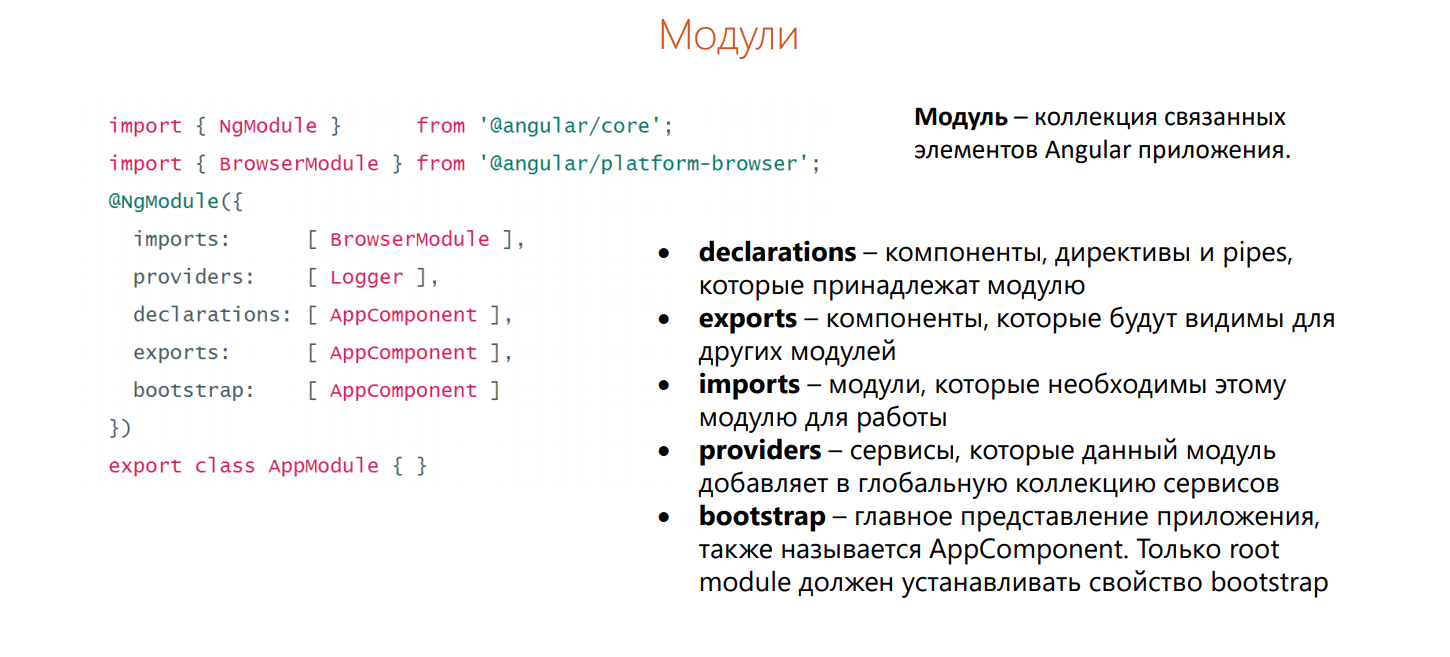 Модули
import { NgModule }      from '@angular/core';
import { BrowserModule } from '@angular/platform-browser';
@NgModule({
  imports:      [ BrowserModule ],
  providers:    [ Logger ],
  declarations: [ AppComponent ],
  exports:      [ AppComponent ],
  bootstrap:    [ AppComponent ]
})
export class AppModule { }
Модуль – коллекция связанных
элементов Angular приложения.
• declarations – компоненты, директивы и pipes,
которые принадлежат модулю
• exports – компоненты, которые будут видимы для
других модулей
• imports – модули, которые необходимы этому
модулю для работы
• providers – сервисы, которые данный модуль
добавляет в глобальную коллекцию сервисов
• bootstrap – главное представление приложения,
также называется AppComponent. Только root
module должен устанавливать свойство bootstrap